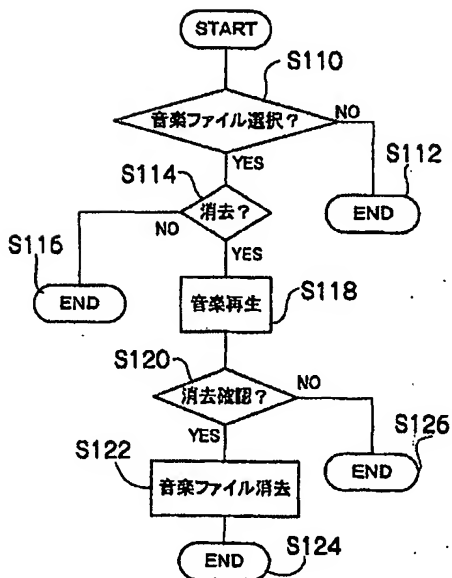 START
S110
音楽ファイル選択?
NO
YES
S112
END
S114
消去?
NO
YES
S116
END
S118
音楽再生
S120
消去確認?
NO
YES
S126
END
S122
音楽ファイル消去
S124
END